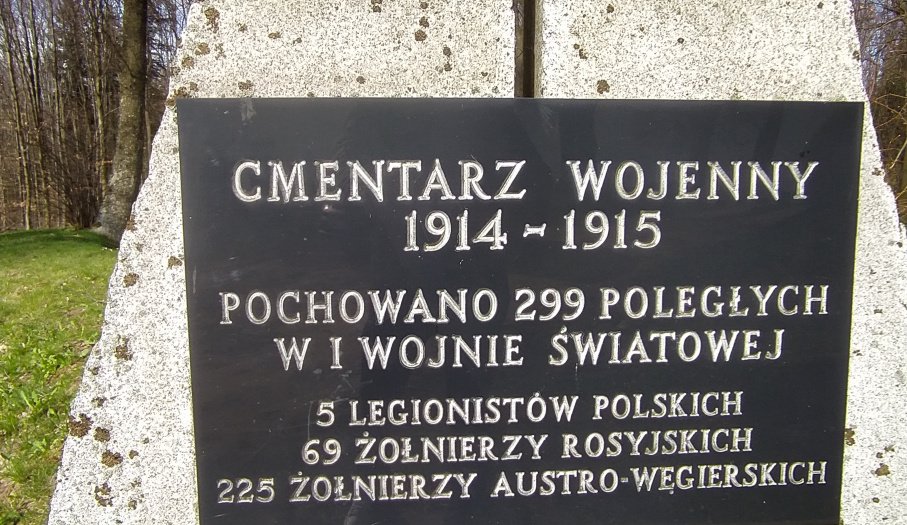 CMENTARZ WOJENNY
1914 - 1915
POCHOWANO 299 POLEGŁYCH
W I WOJNIE ŚWIATOWEJ
5 LEGIONISTÓW POLSKICH
69 ŻOŁNIERZY ROSYJSKICH
225 ŻOŁNIERZY AUSTRO-WĘGIERSKICH